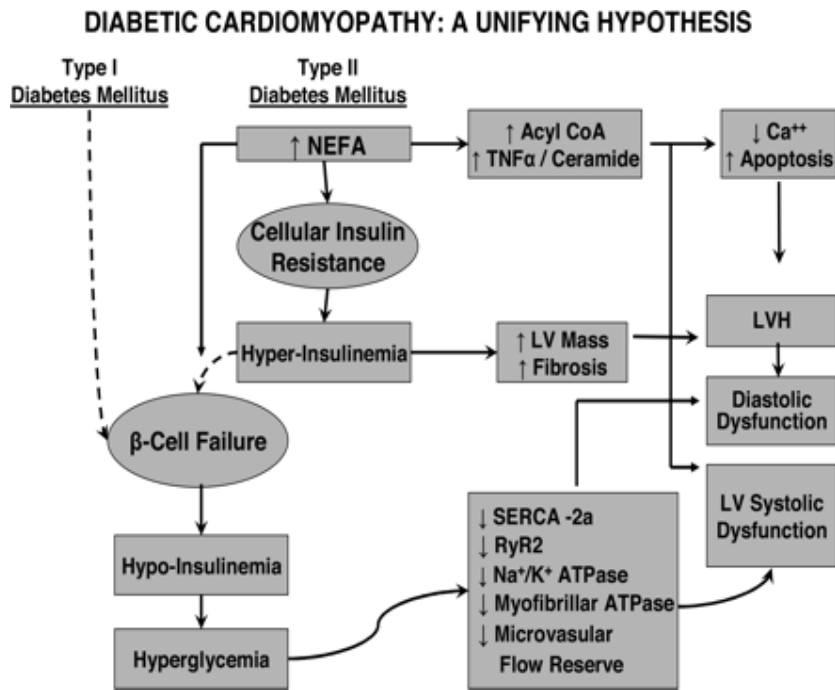 DIABETIC CARDIOMYOPATHY: A UNIFYING HYPOTHESIS
Type I
Diabetes Mellitus
Type II
Diabetes Mellitus
↑ NEFA
↑ Acyl CoA
↑ TNFα / Ceramide
↓ Ca⁺⁺
↑ Apoptosis
Cellular Insulin
Resistance
Hyper-Insulinemia
↑ LV Mass
↑ Fibrosis
LVH
Diastolic
Dysfunction
β-Cell Failure
LV Systolic
Dysfunction
↓ SERCA -2a
↓ RyR2
↓ Na⁺/K⁺ ATPase
↓ Myofibrillar ATPase
↓ Microvasular
Flow Reserve
Hypo-Insulinemia
Hyperglycemia